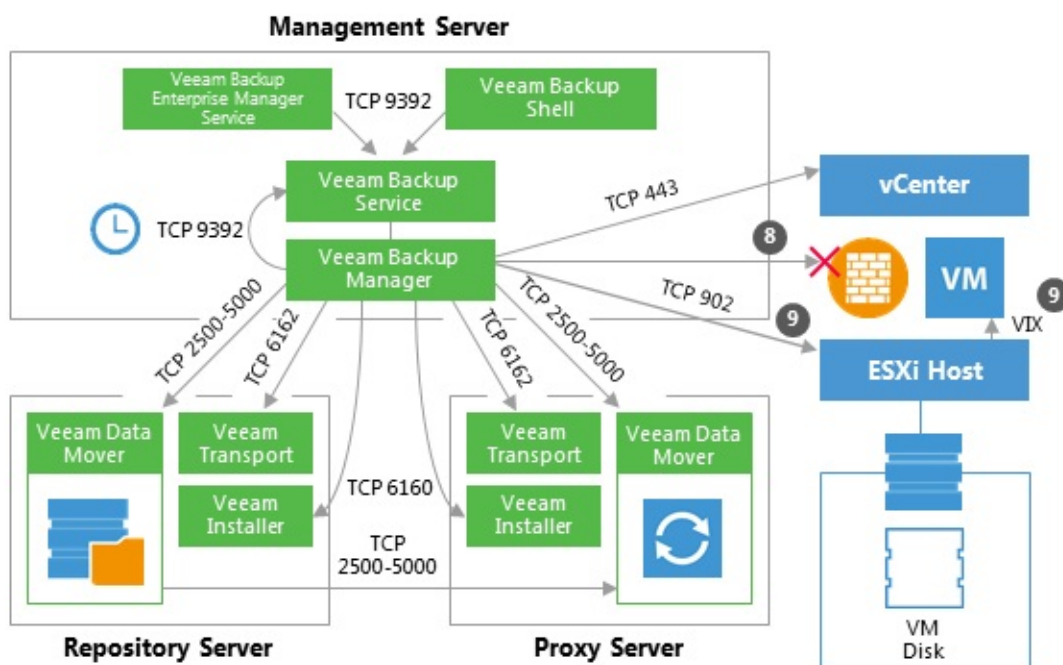 Management Server
Veeam Backup
Enterprise Manager
Service
TCP 9392
Veeam Backup
Shell
Veeam Backup
Service
TCP 9392
Veeam Backup
Manager
TCP 443
vCenter
8
VM
TCP 902
9
9
VIX
ESXi Host
TCP 2500-5000
TCP 6162
TCP 6162
TCP 2500-5000
Veeam Data
Mover
Veeam
Transport
Veeam
Installer
TCP 6160
TCP
2500-5000
Veeam
Transport
Veeam
Installer
Veeam Data
Mover
Repository Server
Proxy Server
VM
Disk